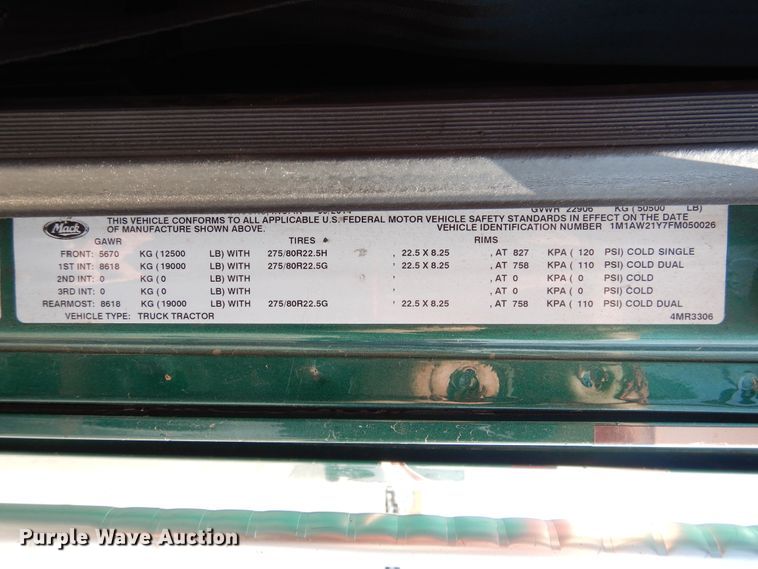 GVWR 22906 KG (50500 LB)
Mack
THIS VEHICLE CONFORMS TO ALL APPLICABLE U.S. FEDERAL MOTOR VEHICLE SAFETY STANDARDS IN EFFECT ON THE DATE
OF MANUFACTURE SHOWN ABOVE. VEHICLE IDENTIFICATION NUMBER 1M1AW21Y7FM050026
GAWR TIRES RIMS
FRONT: 5670 KG (12500 LB) WITH 275/80R22.5H , 22.5 X 8.25 , AT 827 KPA ( 120 PSI) COLD SINGLE
1ST INT: 8618 KG (19000 LB) WITH 275/80R22.5G , 22.5 X 8.25 , AT 758 KPA ( 110 PSI) COLD DUAL
2ND INT: 0 KG ( 0 LB) WITH , , AT 0 KPA ( 0 PSI) COLD
3RD INT: 0 KG ( 0 LB) WITH , , AT 0 KPA ( 0 PSI) COLD
REARMOST: 8618 KG (19000 LB) WITH 275/80R22.5G , 22.5 X 8.25 , AT 758 KPA ( 110 PSI) COLD DUAL
VEHICLE TYPE: TRUCK TRACTOR 4MR3306
Purple Wave Auction